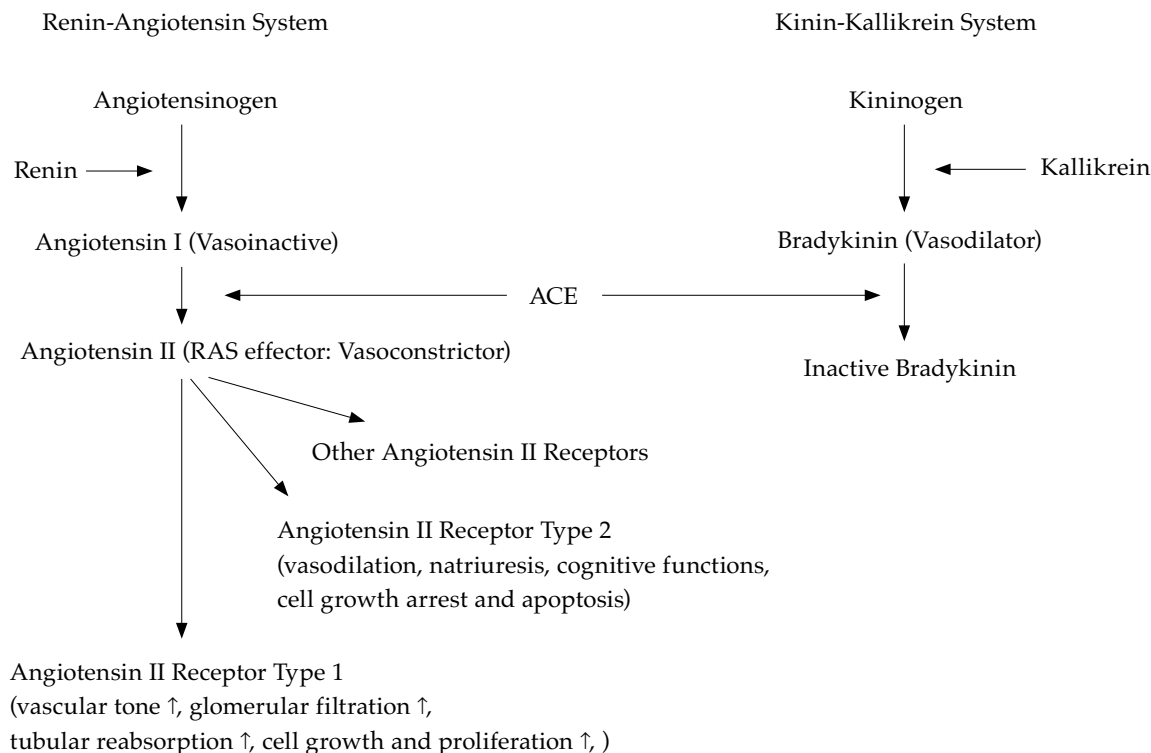 Renin-Angiotensin System
Kinin-Kallikrein System
Angiotensinogen
Kininogen
Renin
Kallikrein
Angiotensin I (Vasoinactive)
Bradykinin (Vasodilator)
ACE
Angiotensin II (RAS effector: Vasoconstrictor)
Inactive Bradykinin
Other Angiotensin II Receptors
Angiotensin II Receptor Type 2
(vasodilation, natriuresis, cognitive functions,
cell growth arrest and apoptosis)
Angiotensin II Receptor Type 1
(vascular tone ↑, glomerular filtration ↑,
tubular reabsorption ↑, cell growth and proliferation ↑, )